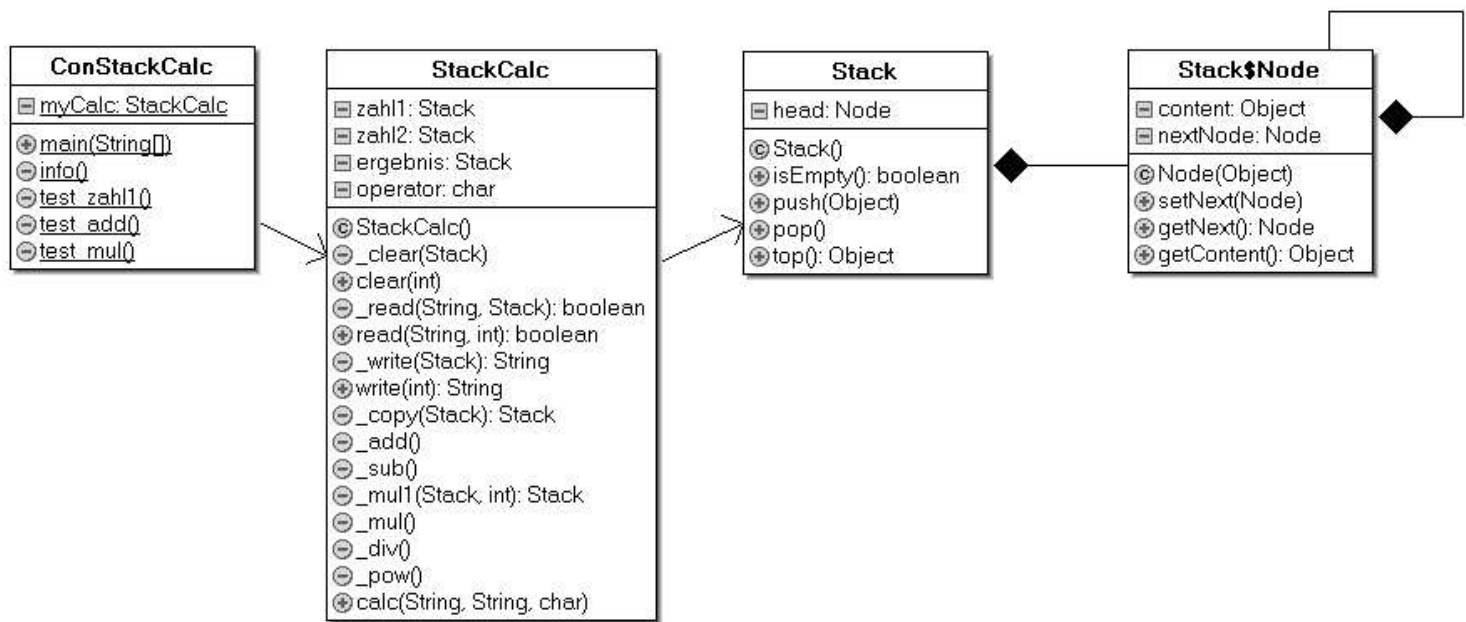 ConStackCalc
myCalc: StackCalc
main(String[])
info()
test_zahl1()
test_add()
test_mul()
StackCalc
zahl1: Stack
zahl2: Stack
ergebnis: Stack
operator: char
StackCalc()
_clear(Stack)
clear(int)
_read(String, Stack): boolean
read(String, int): boolean
_write(Stack): String
write(int): String
_copy(Stack): Stack
_add()
_sub()
_mul1(Stack, int): Stack
_mul()
_div()
_pow()
calc(String, String, char)
Stack
head: Node
Stack()
isEmpty(): boolean
push(Object)
pop()
top(): Object
Stack$Node
content: Object
nextNode: Node
Node(Object)
setNext(Node)
getNext(): Node
getContent(): Object